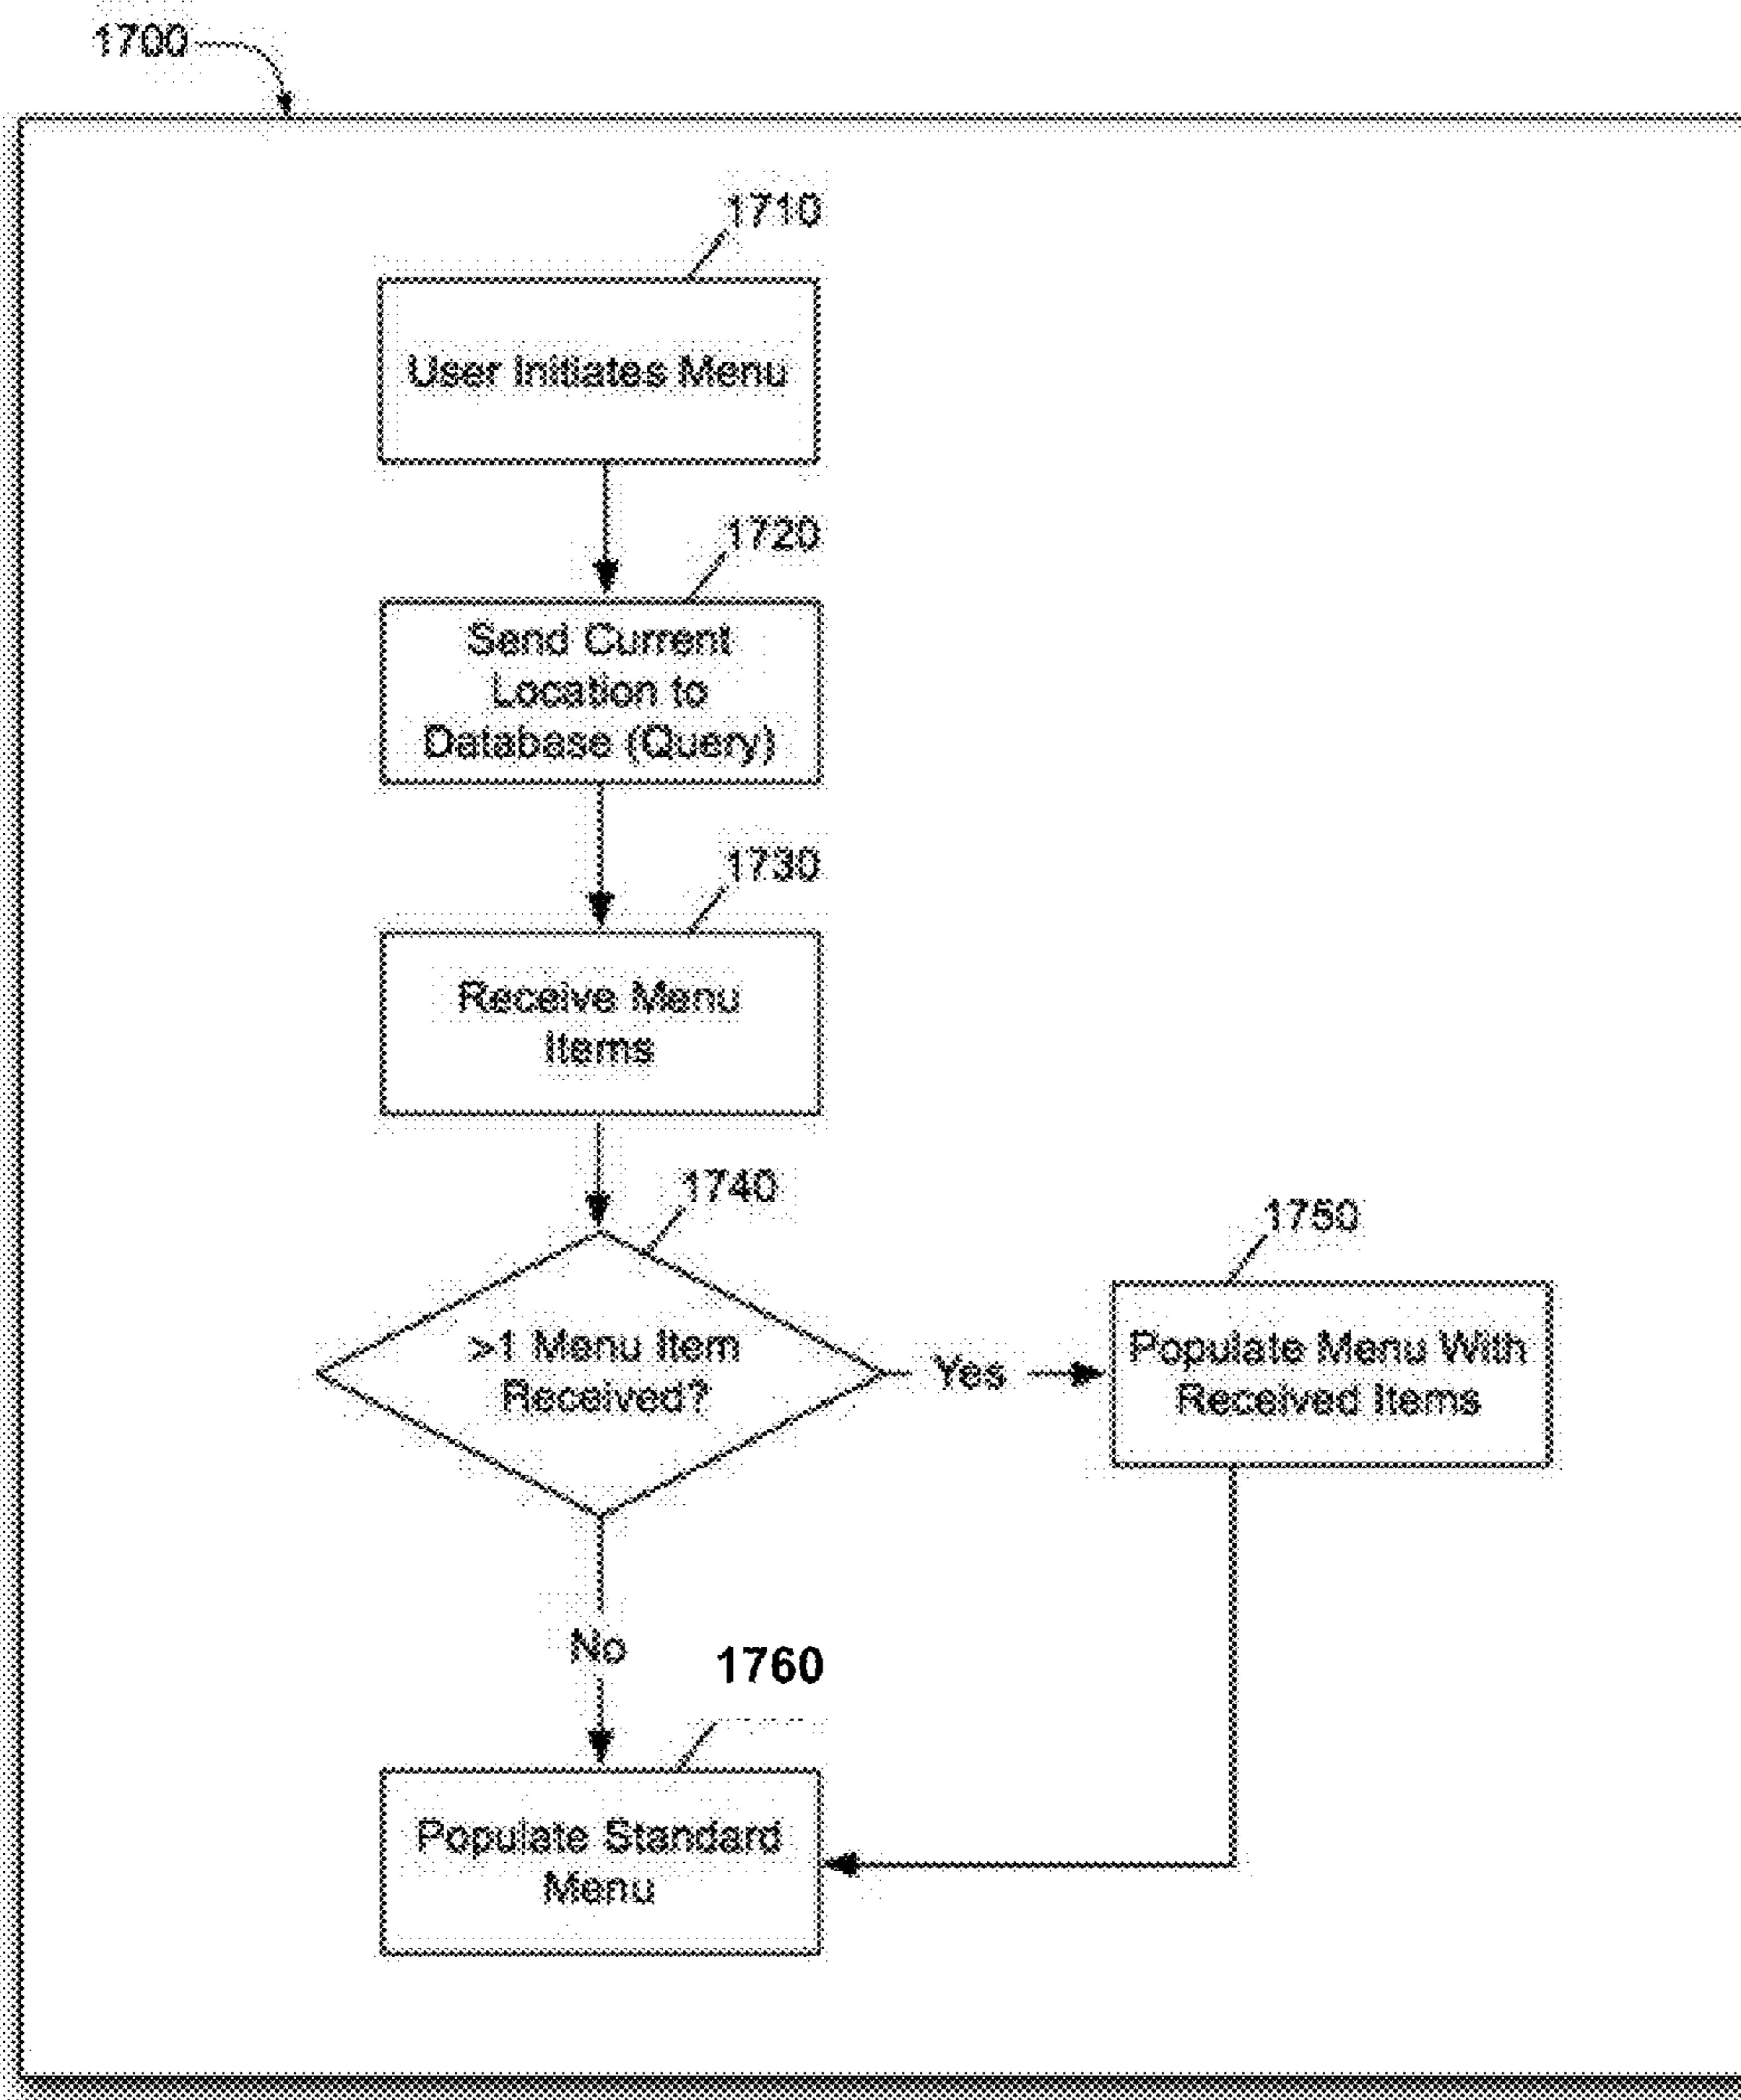 1700
1710
User Initiates Menu
1720
Send Current
Location to
Database (Query)
1730
Receive Menu
Items
1740
>1 Menu Item
Received?
Yes
1750
Populate Menu With
Received Items
No
1760
Populate Standard
Menu